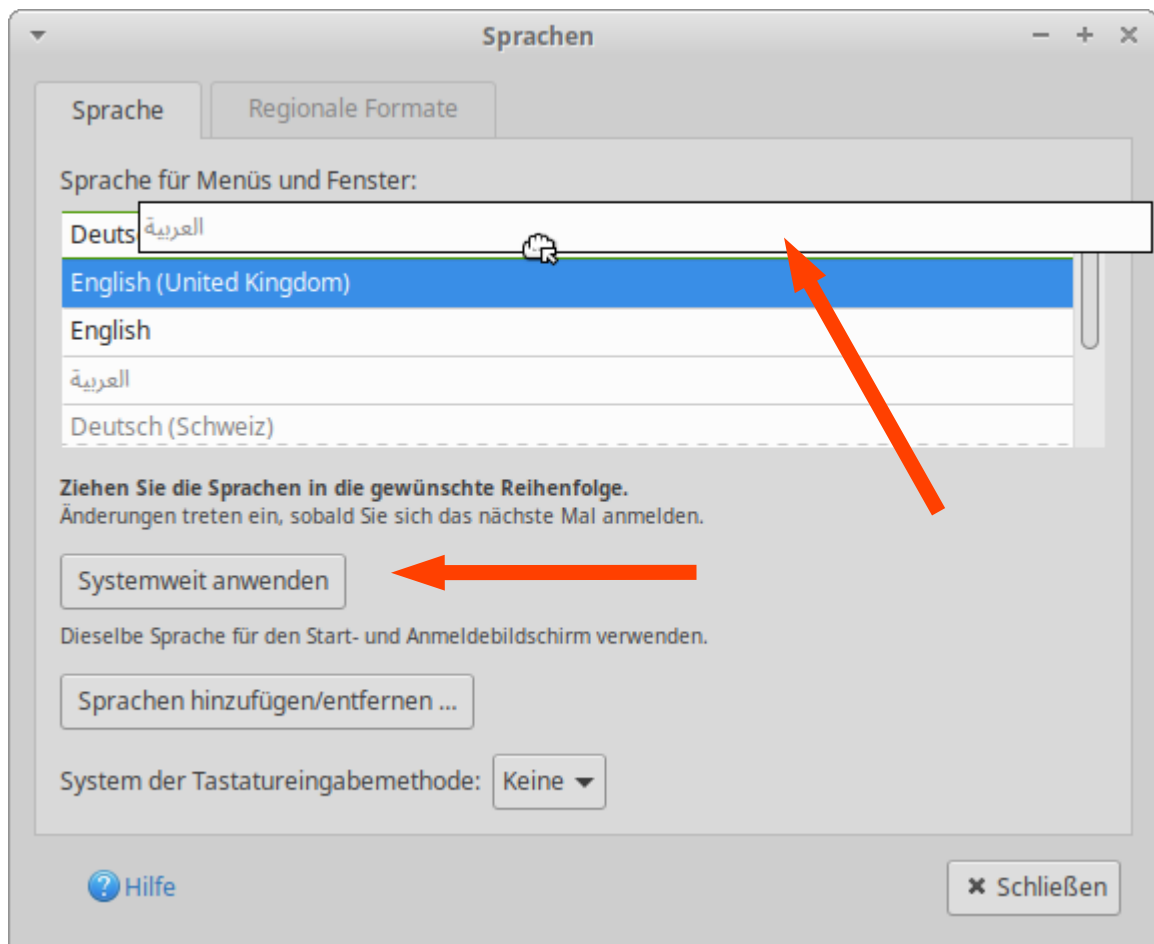 Sprachen
Sprache
Regionale Formate
Sprache für Menüs und Fenster:
Deuts
العربية
English (United Kingdom)
English
العربية
Deutsch (Schweiz)
Ziehen Sie die Sprachen in die gewünschte Reihenfolge.
Änderungen treten ein, sobald Sie sich das nächste Mal anmelden.
Systemweit anwenden
Dieselbe Sprache für den Start- und Anmeldebildschirm verwenden.
Sprachen hinzufügen/entfernen ...
System der Tastatureingabemethode: Keine
Hilfe
Schließen